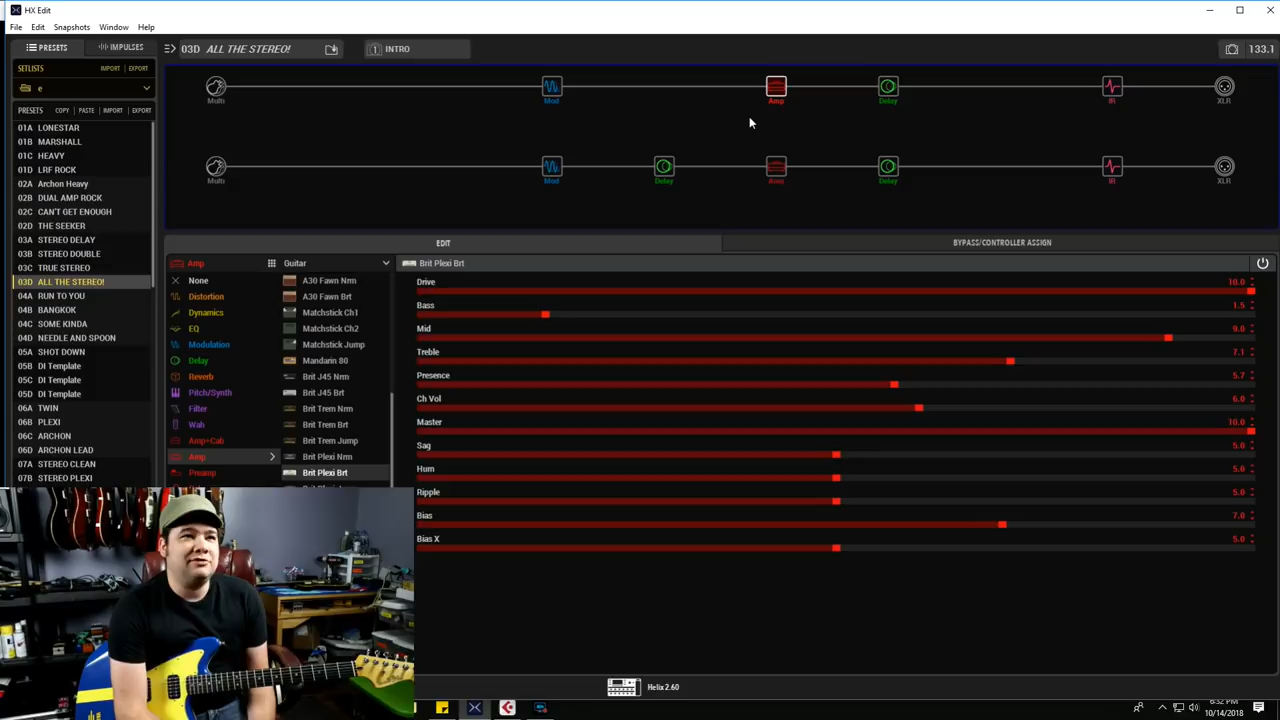 HX Edit
File Edit Snapshots Window Help
PRESETS IMPULSES 03D ALL THE STEREO! 1 INTRO 133.1
SETLISTS IMPORT EXPORT
e
PRESETS COPY PASTE IMPORT EXPORT
Multi Mod Amp Delay IR XLR
Multi Mod Delay Amp Delay IR XLR
01A LONESTAR
01B MARSHALL
01C HEAVY
01D LRF ROCK
02A Archon Heavy
02B DUAL AMP ROCK
02C CAN'T GET ENOUGH
02D THE SEEKER
03A STEREO DELAY
03B STEREO DOUBLE
03C TRUE STEREO
03D ALL THE STEREO!
04A RUN TO YOU
04B BANGKOK
04C SOME KINDA
04D NEEDLE AND SPOON
05A SHOT DOWN
05B DI Template
05C DI Template
05D DI Template
06A TWIN
06B PLEXI
06C ARCHON
06D ARCHON LEAD
07A STEREO CLEAN
07B STEREO PLEXI
EDIT BYPASS/CONTROLLER ASSIGN
Amp Guitar Brit Plexi Brt
None
Distortion
Dynamics
EQ
Modulation
Delay
Reverb
Pitch/Synth
Filter
Wah
Amp+Cab
Amp
Preamp
A30 Fawn Nrm
A30 Fawn Brt
Matchstick Ch1
Matchstick Ch2
Matchstick Jump
Mandarin 80
Brit J45 Nrm
Brit J45 Brt
Brit Trem Nrm
Brit Trem Brt
Brit Trem Jump
Brit Plexi Nrm
Brit Plexi Brt
Drive 10.0
Bass 1.5
Mid 9.0
Treble 7.1
Presence 5.7
Ch Vol 6.0
Master 10.0
Sag 5.0
Hum 5.0
Ripple 5.0
Bias 7.0
Bias X 5.0
Helix 2.60
6:52 PM
10/14/2018